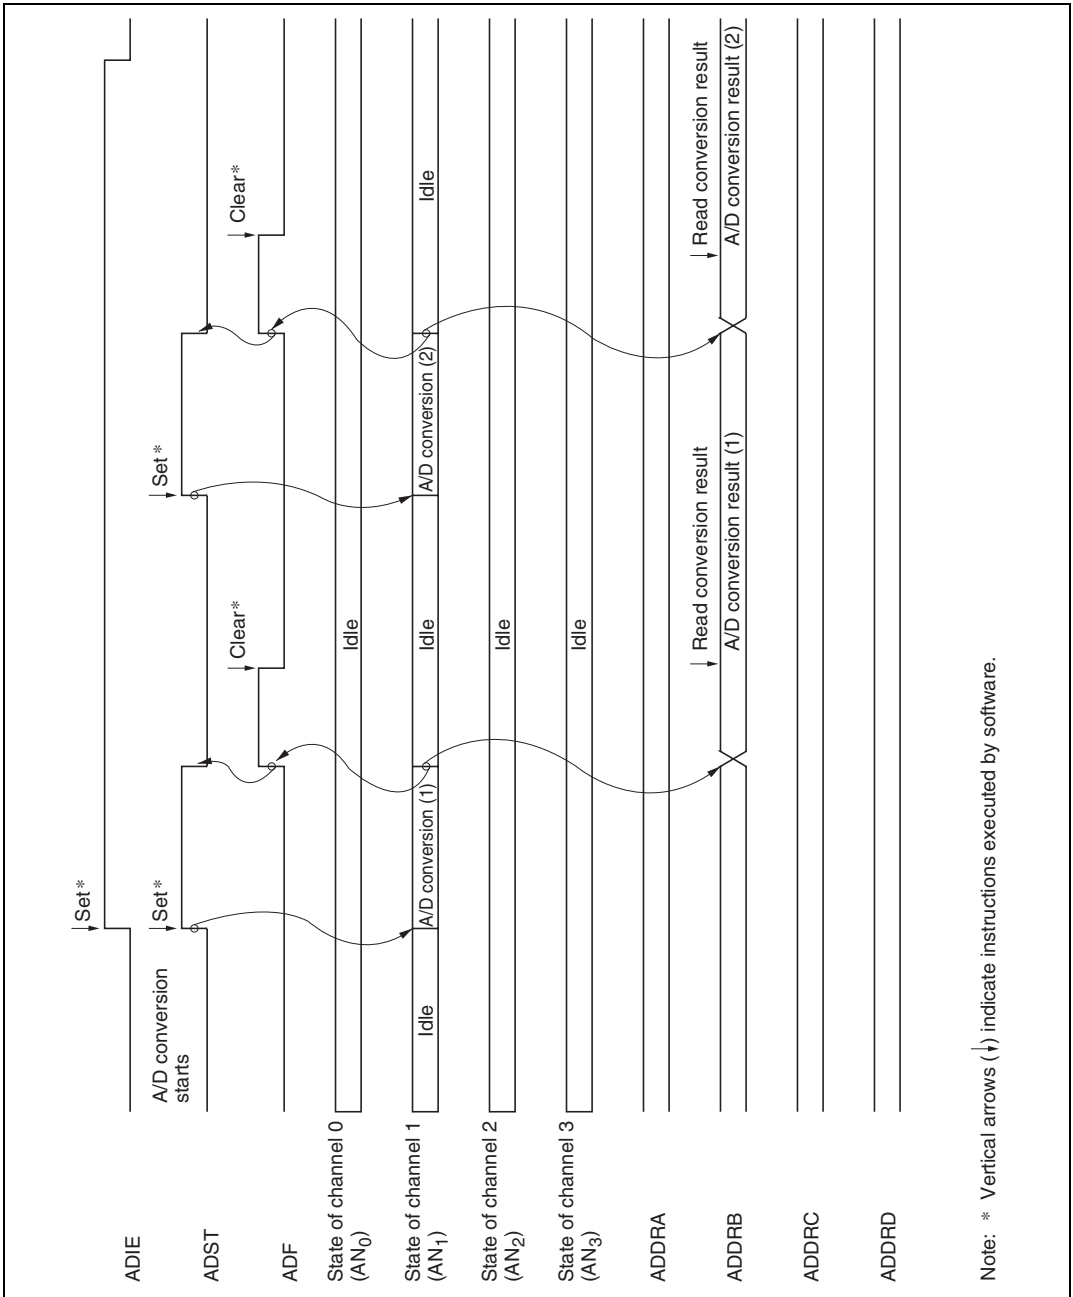 ADIE
Set*
ADST
A/D conversion
starts
Set*
Set*
ADF
Clear*
Clear*
State of channel 0
(AN0)
Idle
State of channel 1
(AN1)
Idle
A/D conversion (1)
Idle
A/D conversion (2)
Idle
State of channel 2
(AN2)
Idle
State of channel 3
(AN3)
Idle
ADDRA
ADDRB
Read conversion result
A/D conversion result (1)
Read conversion result
A/D conversion result (2)
ADDRC
ADDRD
Note: * Vertical arrows (↓) indicate instructions executed by software.